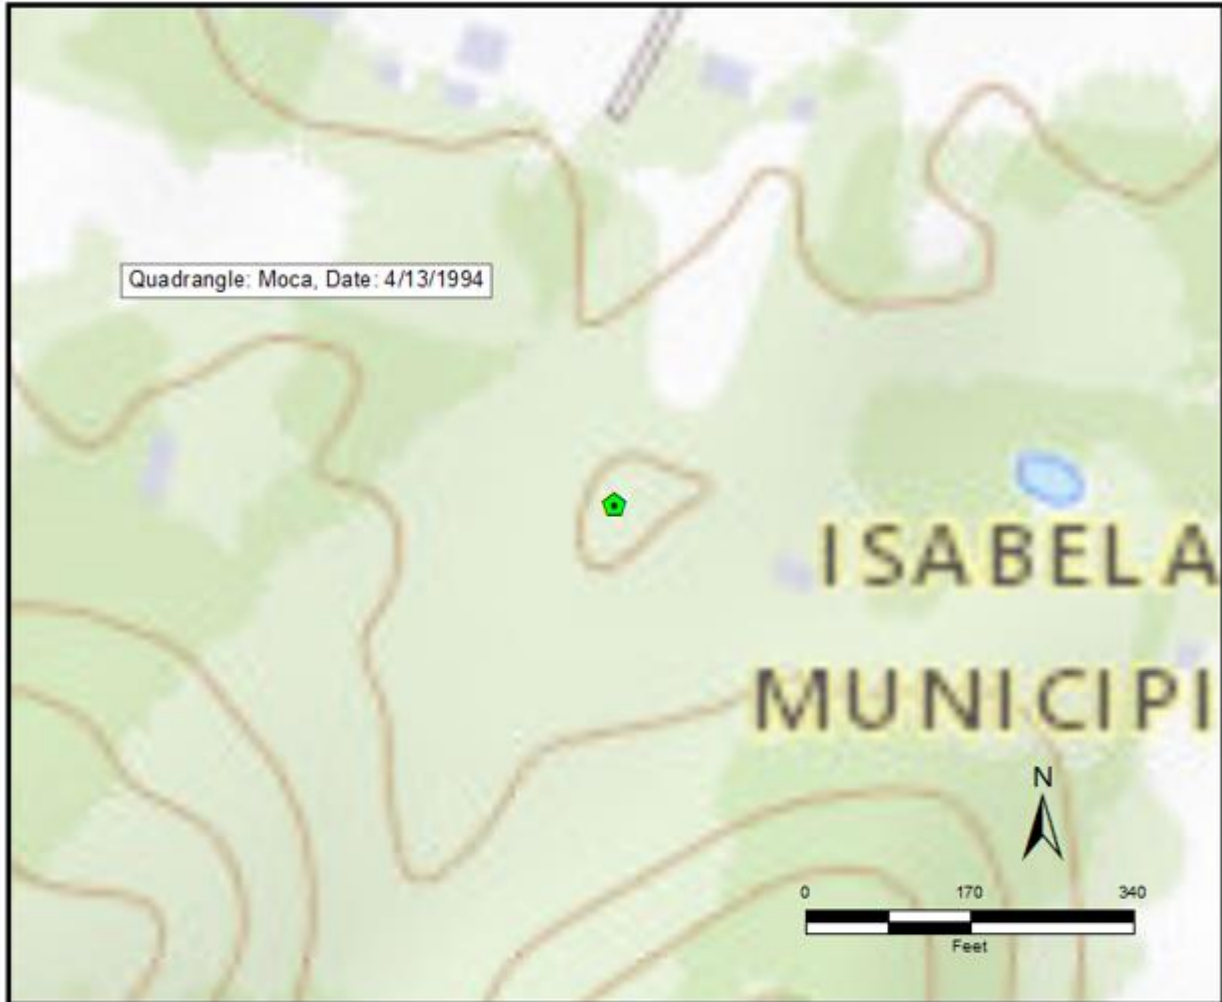 Quadrangle: Moca, Date: 4/13/1994
ISABELA
MUNICIPI
N
0 170 340
Feet